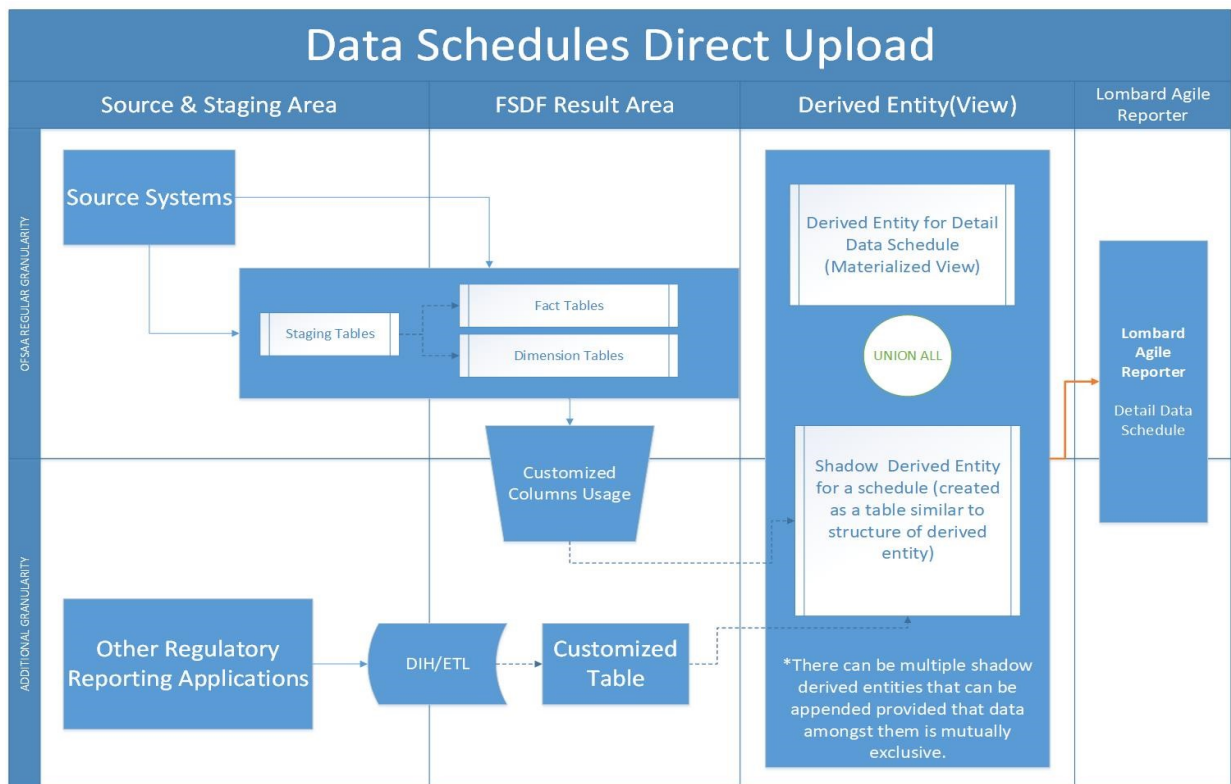 Data Schedules Direct Upload
Source & Staging Area
FSDF Result Area
Derived Entity(View)
Lombard Agile
Reporter
OFSAA REGULAR GRANULARITY
Source Systems
Staging Tables
Fact Tables
Dimension Tables
Derived Entity for Detail
Data Schedule
(Materialized View)
UNION ALL
Lombard
Agile
Reporter
Detail Data
Schedule
Customized
Columns Usage
Shadow Derived Entity
for a schedule (created
as a table similar to
structure of derived
entity)
ADDITIONAL GRANULARITY
Other Regulatory
Reporting Applications
DIH/ETL
Customized
Table
*There can be multiple shadow
derived entities that can be
appended provided that data
amongst them is mutually
exclusive.